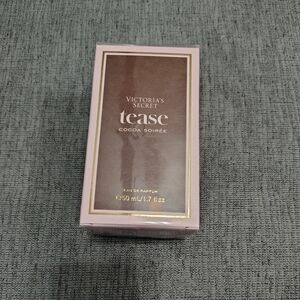 VICTORIA'S
SECRET
tease
COCOA SOIRÉE
EAU DE PARFUM
℮50 mL/1.7 fl oz